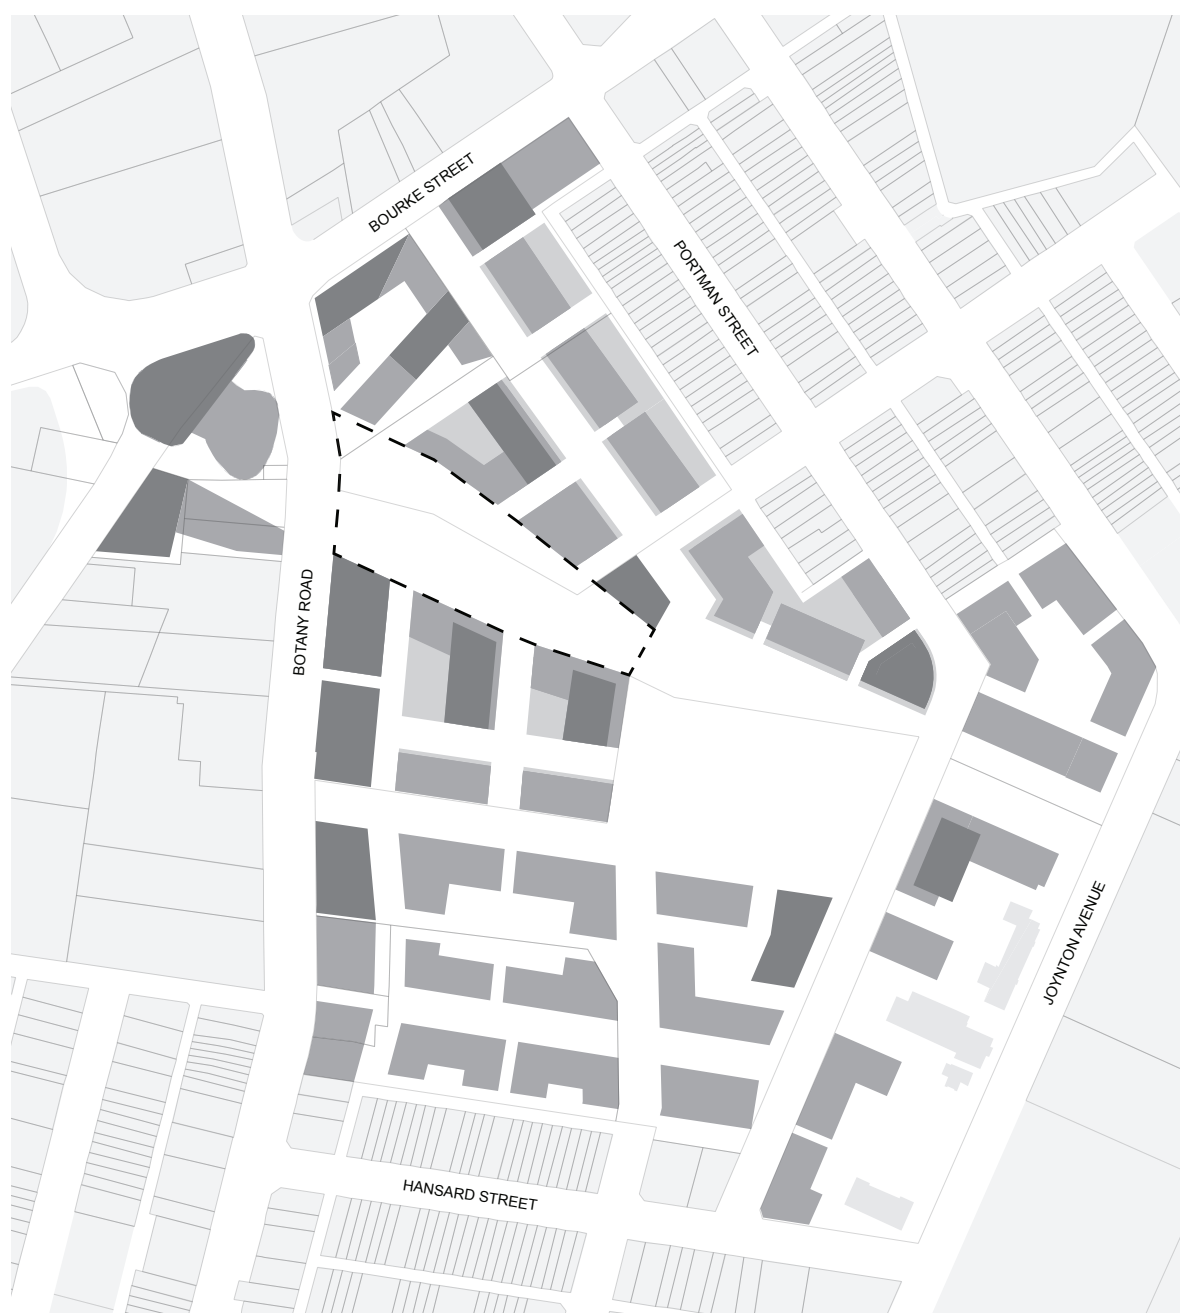 BOURKE STREET
PORTMAN STREET
BOTANY ROAD
JOYNTON AVENUE
HANSARD STREET